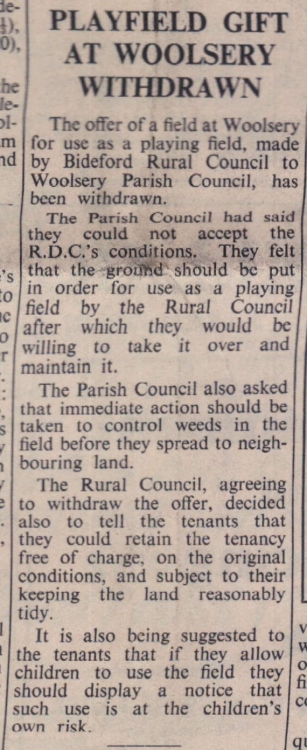 PLAYFIELD GIFT
AT WOOLSERY
WITHDRAWN
The offer of a field at Woolsery
for use as a playing field, made
by Bideford Rural Council to
Woolsery Parish Council, has
been withdrawn.
The Parish Council had said
they could not accept the
R.D.C.'s conditions. They felt
that the ground should be put
in order for use as a playing
field by the Rural Council
after which they would be
willing to take it over and
maintain it.
The Parish Council also asked
that immediate action should be
taken to control weeds in the
field before they spread to neigh-
bouring land.
The Rural Council, agreeing
to withdraw the offer, decided
also to tell the tenants that
they could retain the tenancy
free of charge, on the original
conditions, and subject to their
keeping the land reasonably
tidy.
It is also being suggested to
the tenants that if they allow
children to use the field they
should display a notice that
such use is at the children's
own risk.